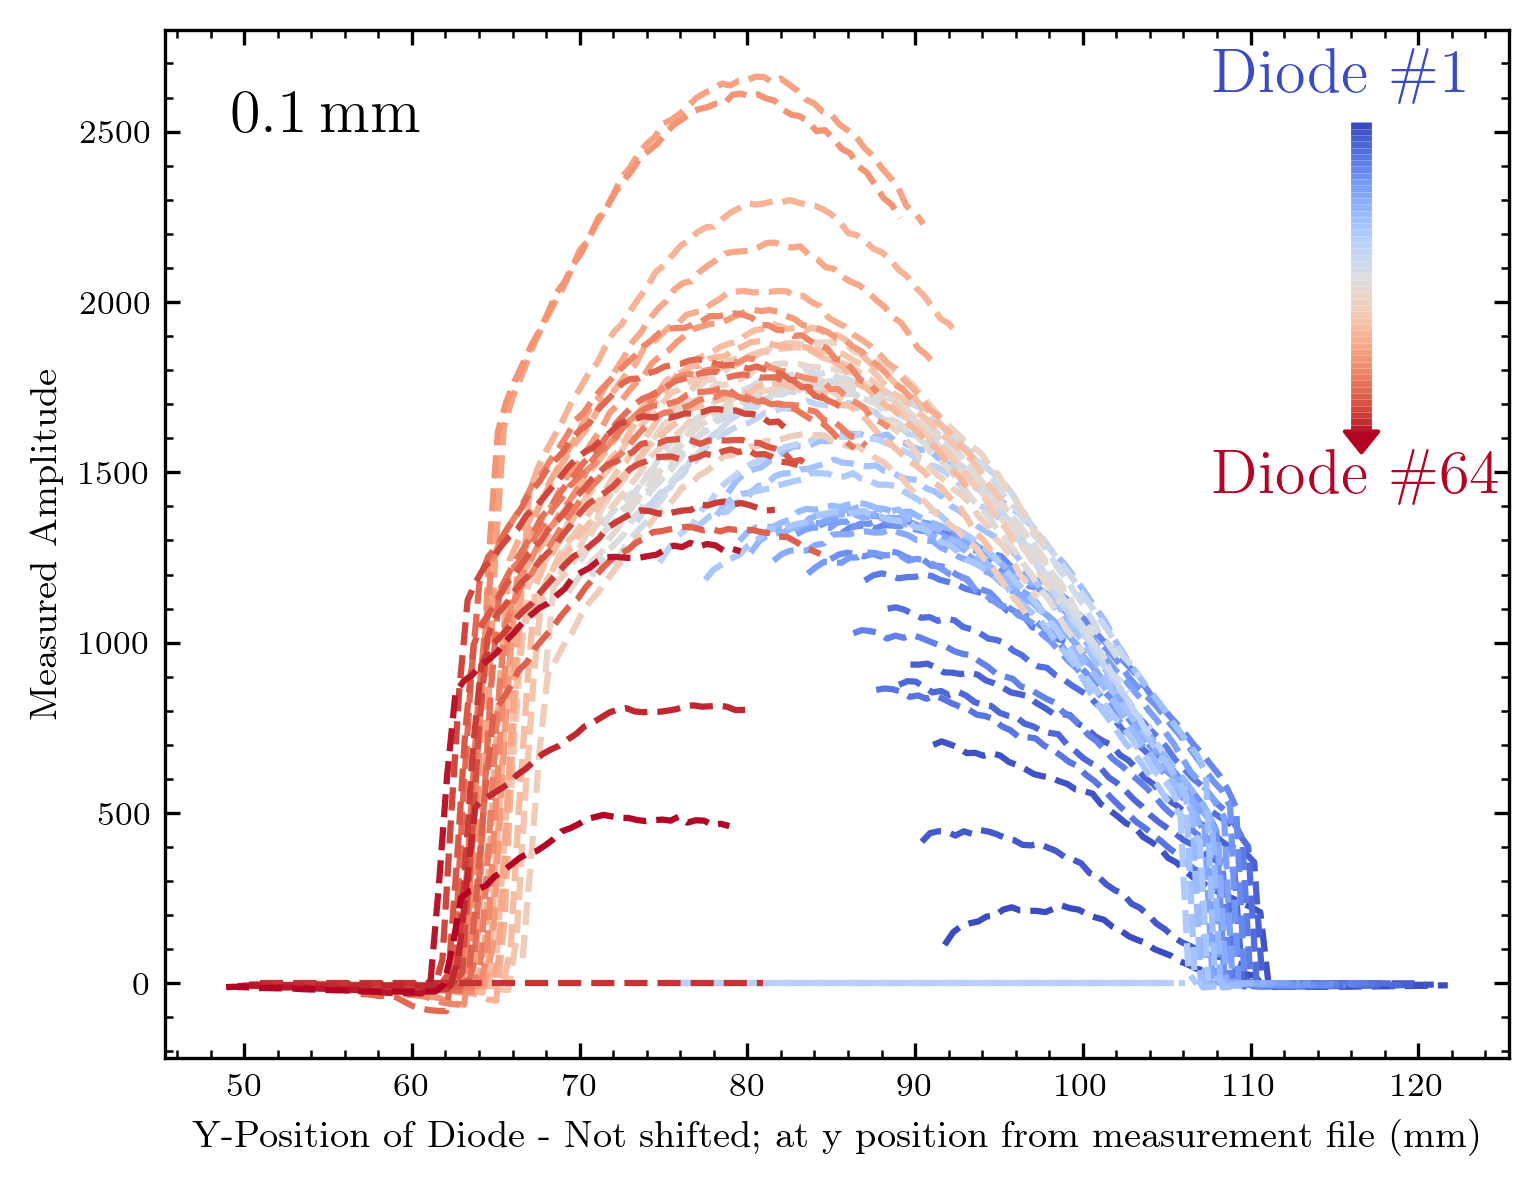 0.1 mm
Diode #1
Diode #64
Measured Amplitude
2500
2000
1500
1000
500
0
50 60 70 80 90 100 110 120
Y-Position of Diode - Not shifted; at y position from measurement file (mm)